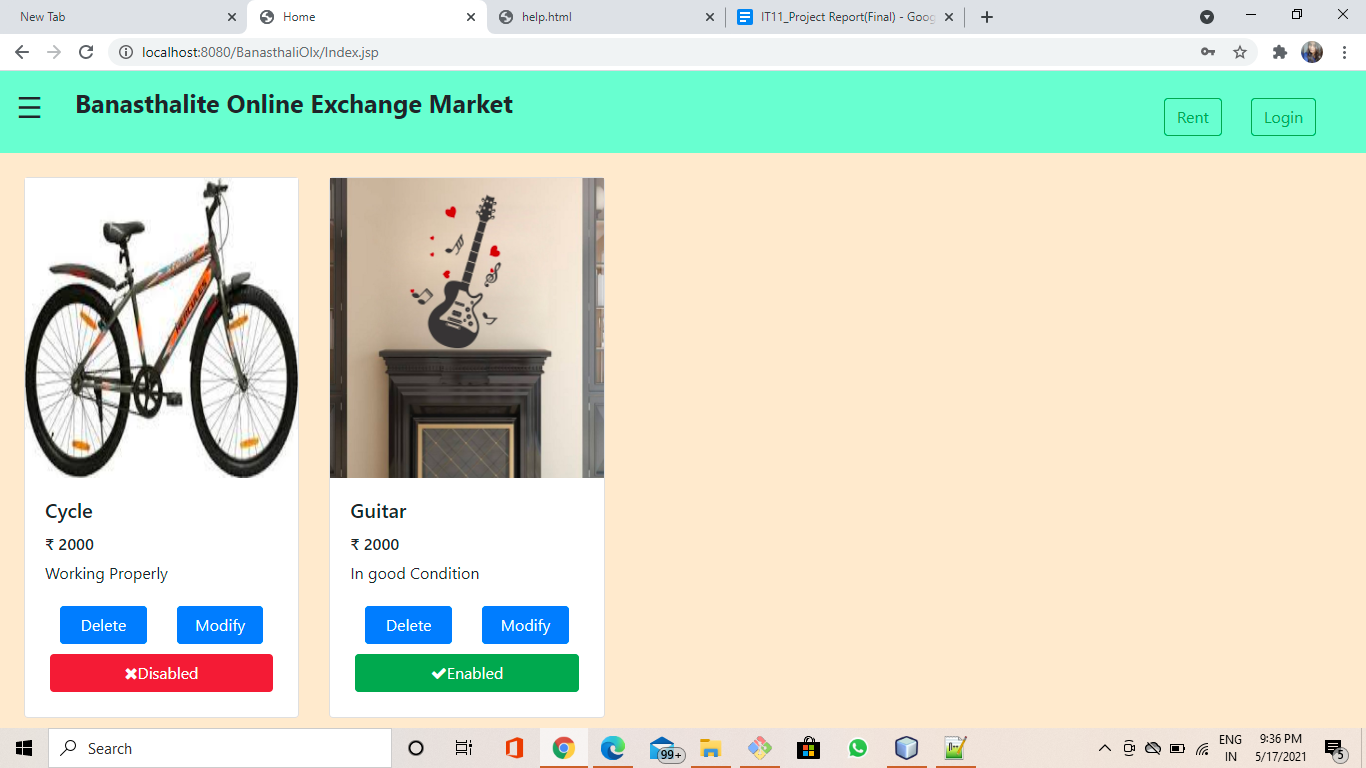 New Tab
Home
help.html
IT11_Project Report(Final) - Goog
localhost:8080/BanasthaliOlx/Index.jsp
Banasthalite Online Exchange Market
Rent
Login
HERCULES
Cycle
₹ 2000
Working Properly
Delete
Modify
Disabled
Guitar
₹ 2000
In good Condition
Delete
Modify
Enabled
Search
99+
ENG
IN
9:36 PM
5/17/2021
5